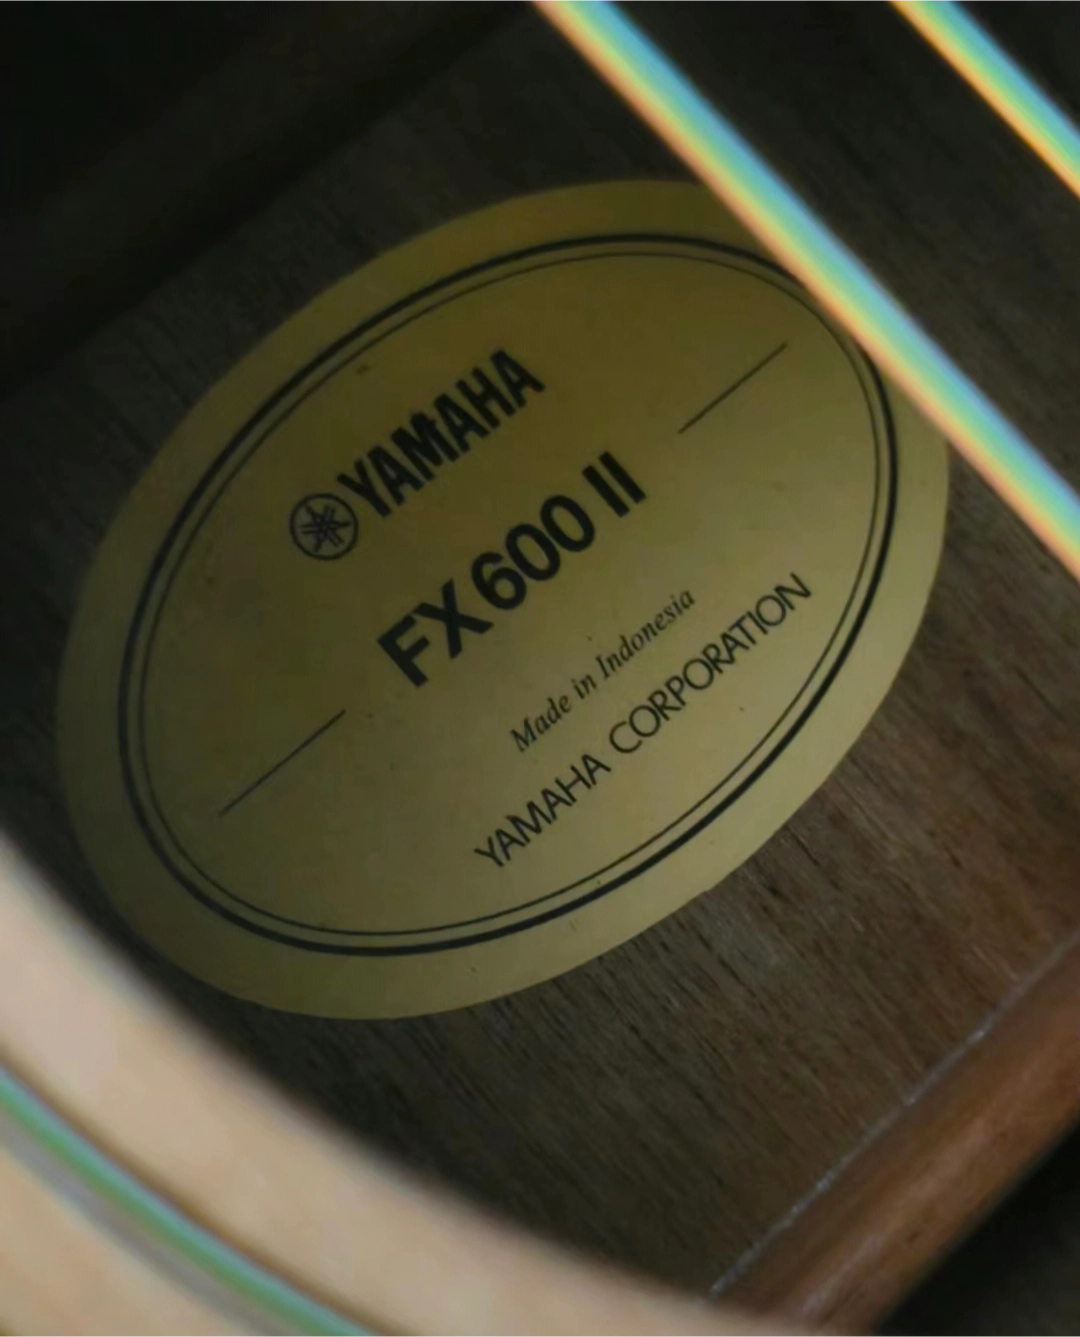 YAMAHA
FX600 II
Made in Indonesia
YAMAHA CORPORATION